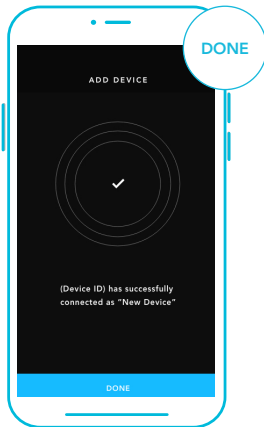 DONE
ADD DEVICE
(Device ID) has successfully
connected as “New Device”
DONE